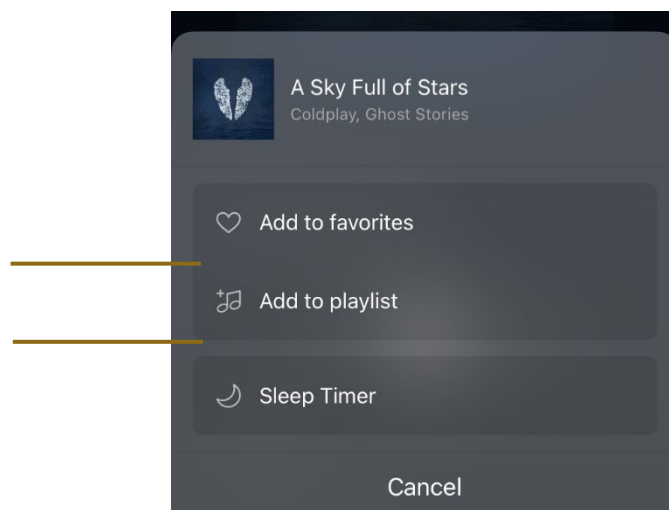 A Sky Full of Stars
Coldplay, Ghost Stories
Add to favorites
Add to playlist
Sleep Timer
Cancel